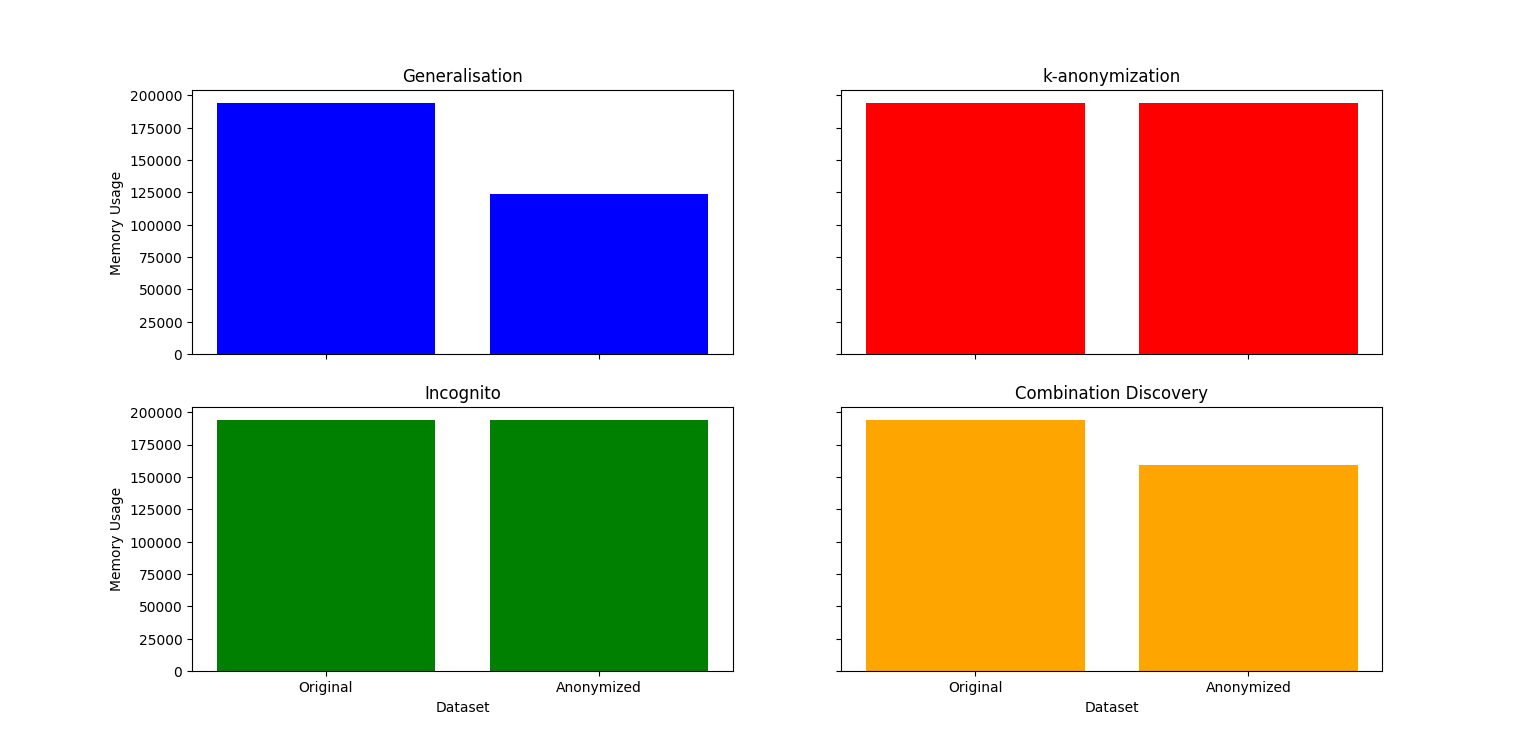 Generalisation
k-anonymization
200000
175000
150000
125000
100000
75000
50000
25000
0
Memory Usage
Incognito
Combination Discovery
200000
175000
150000
125000
100000
75000
50000
25000
0
Memory Usage
Original
Anonymized
Original
Anonymized
Dataset
Dataset